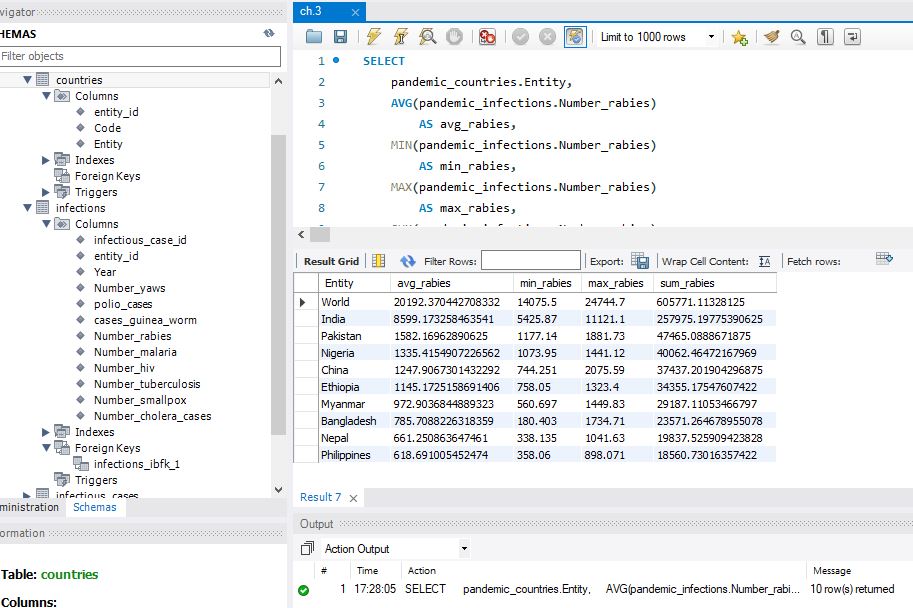 vigator
HEMAS
Filter objects
countries
Columns
entity_id
Code
Entity
Indexes
Foreign Keys
Triggers
infections
Columns
infectious_case_id
entity_id
Year
Number_yaws
polio_cases
cases_guinea_worm
Number_rabies
Number_malaria
Number_hiv
Number_tuberculosis
Number_smallpox
Number_cholera_cases
Indexes
Foreign Keys
infections_ibfk_1
Triggers
infectious_cases
ministration Schemas
ormation
Table: countries
Columns:
ch.3
Limit to 1000 rows
1 SELECT
2 pandemic_countries.Entity,
3 AVG(pandemic_infections.Number_rabies)
4 AS avg_rabies,
5 MIN(pandemic_infections.Number_rabies)
6 AS min_rabies,
7 MAX(pandemic_infections.Number_rabies)
8 AS max_rabies,
Result Grid Filter Rows: Export: Wrap Cell Content: Fetch rows:
Entity avg_rabies min_rabies max_rabies sum_rabies
World 20192.370442708332 14075.5 24744.7 605771.11328125
India 8599.173258463541 5425.87 11121.1 257975.19775390625
Pakistan 1582.16962890625 1177.14 1881.73 47465.0888671875
Nigeria 1335.4154907226562 1073.95 1441.12 40062.46472167969
China 1247.9067301432292 744.251 2075.59 37437.201904296875
Ethiopia 1145.1725158691406 758.05 1323.4 34355.17547607422
Myanmar 972.9036844889323 560.697 1449.83 29187.11053466797
Bangladesh 785.7088226318359 180.403 1734.71 23571.264678955078
Nepal 661.250863647461 338.135 1041.63 19837.525909423828
Philippines 618.691005452474 358.06 898.071 18560.73016357422
Result 7
Output
Action Output
# Time Action Message
1 17:28:05 SELECT pandemic_countries.Entity, AVG(pandemic_infections.Number_rabi... 10 row(s) returned